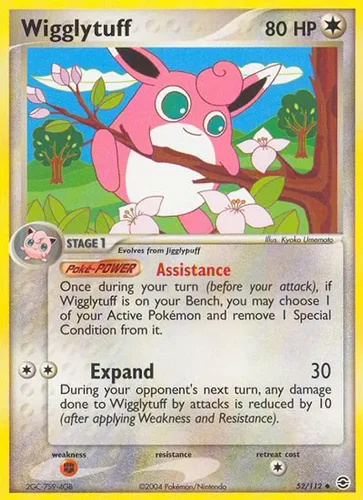 Wigglytuff 80 HP
Illus. Kyoko Umemoto
STAGE 1
Evolves from Jigglypuff
Poké-POWER Assistance
Once during your turn (before your attack), if
Wigglytuff is on your Bench, you may choose 1
of your Active Pokémon and remove 1 Special
Condition from it.
Expand 30
During your opponent's next turn, any damage
done to Wigglytuff by attacks is reduced by 10
(after applying Weakness and Resistance).
weakness resistance retreat cost
2GC-759-4GB ©2004 Pokémon/Nintendo 52/112